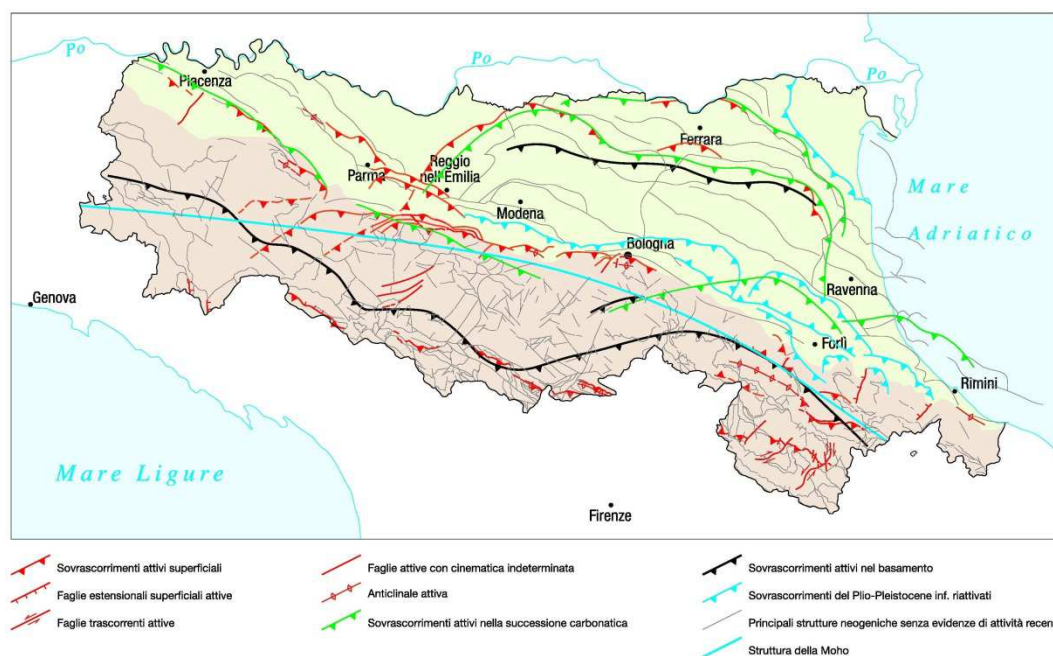 Po
Po
Po
Piacenza
Ferrara
Parma
Reggio
nell'Emilia
Mare
Adriatico
Modena
Bologna
Ravenna
Genova
Forlì
Rimini
Mare Ligure
Firenze
Sovrascorrimenti attivi superficiali
Faglie estensionali superficiali attive
Faglie trascorrenti attive
Faglie attive con cinematica indeterminata
Anticlinale attiva
Sovrascorrimenti attivi nella successione carbonatica
Sovrascorrimenti attivi nel basamento
Sovrascorrimenti del Plio-Pleistocene inf. riattivati
Principali strutture neogeniche senza evidenze di attività recen
Struttura della Moho